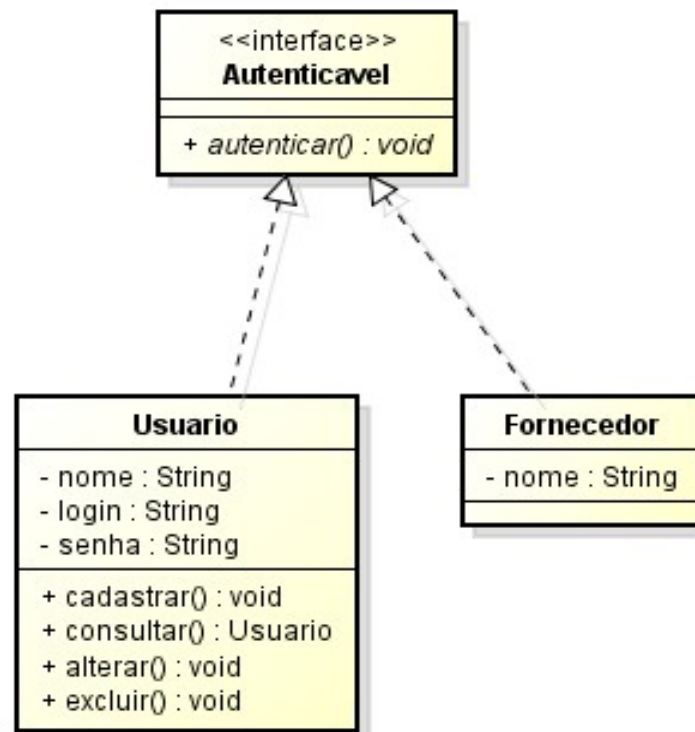 <<interface>>
Autenticavel
+ autenticar() : void
Usuario
- nome : String
- login : String
- senha : String
+ cadastrar() : void
+ consultar() : Usuario
+ alterar() : void
+ excluir() : void
Fornecedor
- nome : String